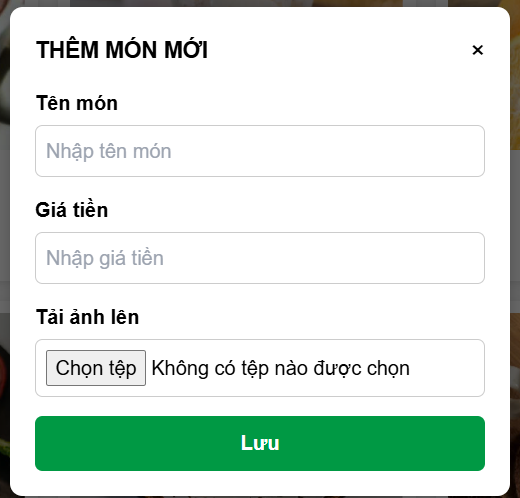 THÊM MÓN MỚI ×
Tên món
Nhập tên món
Giá tiền
Nhập giá tiền
Tải ảnh lên
Chọn tệp Không có tệp nào được chọn
Lưu